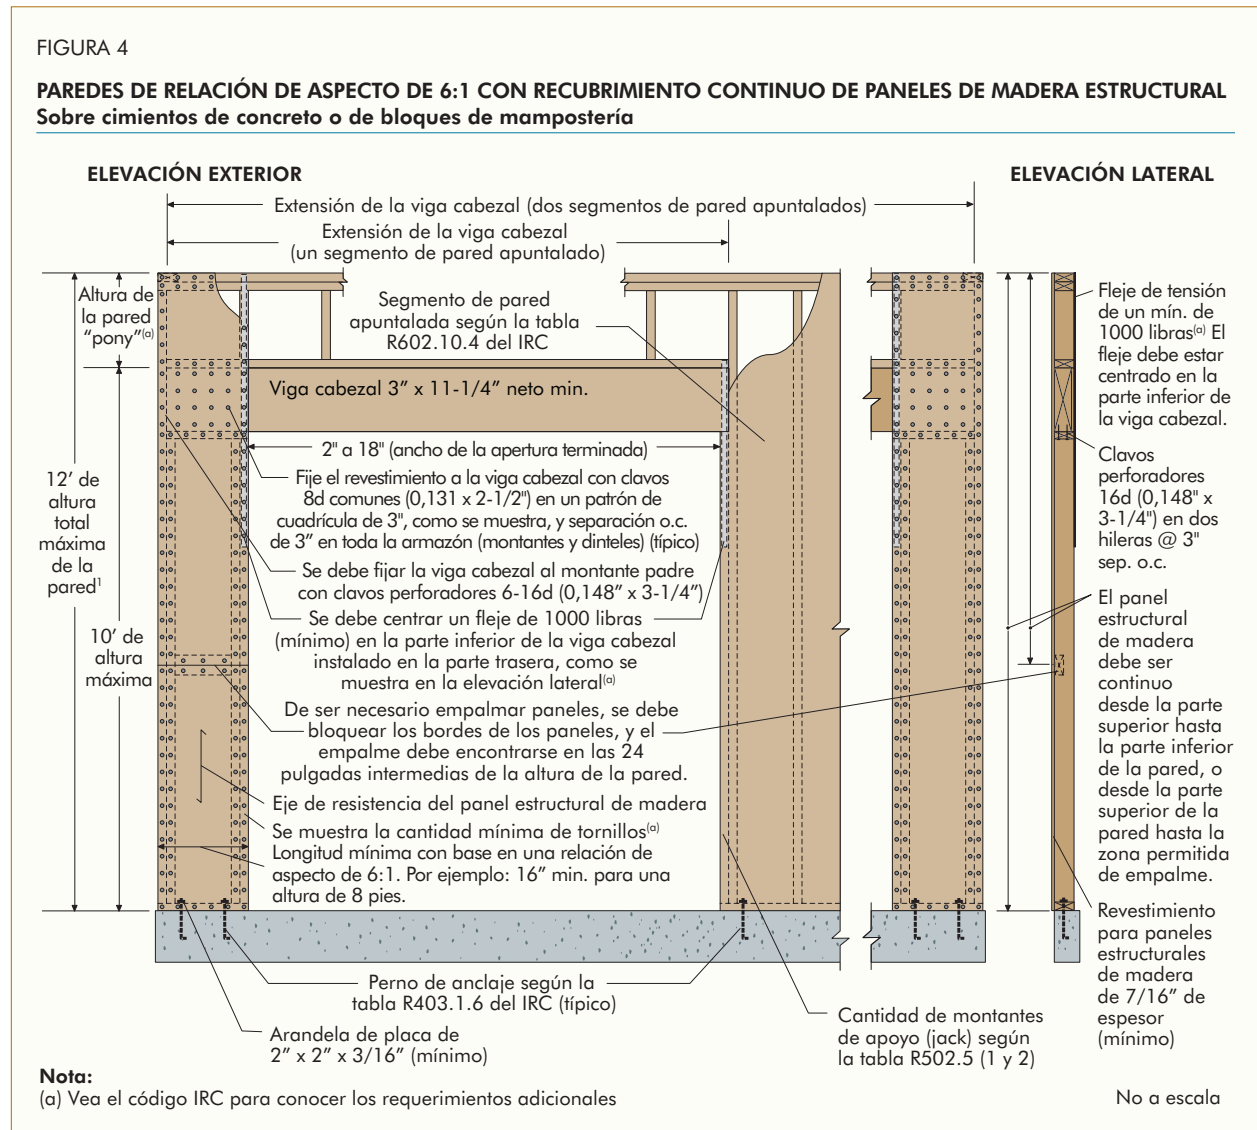 FIGURA 4
PAREDES DE RELACIÓN DE ASPECTO DE 6:1 CON RECUBRIMIENTO CONTINUO DE PANELES DE MADERA ESTRUCTURAL
Sobre cimientos de concreto o de bloques de mampostería
ELEVACIÓN EXTERIOR
ELEVACIÓN LATERAL
Extensión de la viga cabezal (dos segmentos de pared apuntalados)
Extensión de la viga cabezal
(un segmento de pared apuntalado)
Altura de
la pared
“pony”(a)
Segmento de pared
apuntalada según la tabla
R602.10.4 del IRC
Viga cabezal 3” x 11-1/4” neto min.
2" a 18" (ancho de la apertura terminada)
Fije el revestimiento a la viga cabezal con clavos
8d comunes (0,131 x 2-1/2") en un patrón de
cuadrícula de 3", como se muestra, y separación o.c.
de 3” en toda la armazón (montantes y dinteles) (típico)
Se debe fijar la viga cabezal al montante padre
con clavos perforadores 6-16d (0,148” x 3-1/4”)
Se debe centrar un fleje de 1000 libras
(mínimo) en la parte inferior de la viga cabezal
instalado en la parte trasera, como se
muestra en la elevación lateral(a)
De ser necesario empalmar paneles, se debe
bloquear los bordes de los paneles, y el
empalme debe encontrarse en las 24
pulgadas intermedias de la altura de la pared.
Eje de resistencia del panel estructural de madera
Se muestra la cantidad mínima de tornillos(a)
Longitud mínima con base en una relación de
aspecto de 6:1. Por ejemplo: 16” min. para una
altura de 8 pies.
12’ de
altura
total
máxima
de la
pared1
10’ de
altura
máxima
Fleje de tensión
de un mín. de
1000 libras(a) El
fleje debe estar
centrado en la
parte inferior de
la viga cabezal.
Clavos
perforadores
16d (0,148" x
3-1/4") en dos
hileras @ 3"
sep. o.c.
El panel
estructural
de madera
debe ser
continuo
desde la parte
superior hasta
la parte inferior
de la pared, o
desde la parte
superior de la
pared hasta la
zona permitida
de empalme.
Revestimiento
para paneles
estructurales
de madera
de 7/16” de
espesor
(mínimo)
Perno de anclaje según la
tabla R403.1.6 del IRC (típico)
Arandela de placa de
2” x 2” x 3/16” (mínimo)
Cantidad de montantes
de apoyo (jack) según
la tabla R502.5 (1 y 2)
Nota:
(a) Vea el código IRC para conocer los requerimientos adicionales
No a escala